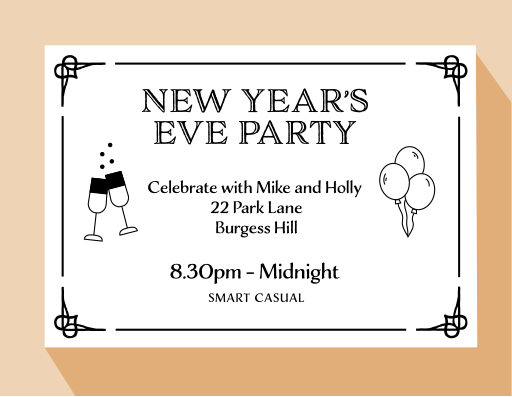 NEW YEAR'S
EVE PARTY
Celebrate with Mike and Holly
22 Park Lane
Burgess Hill
8.30pm - Midnight
SMART CASUAL